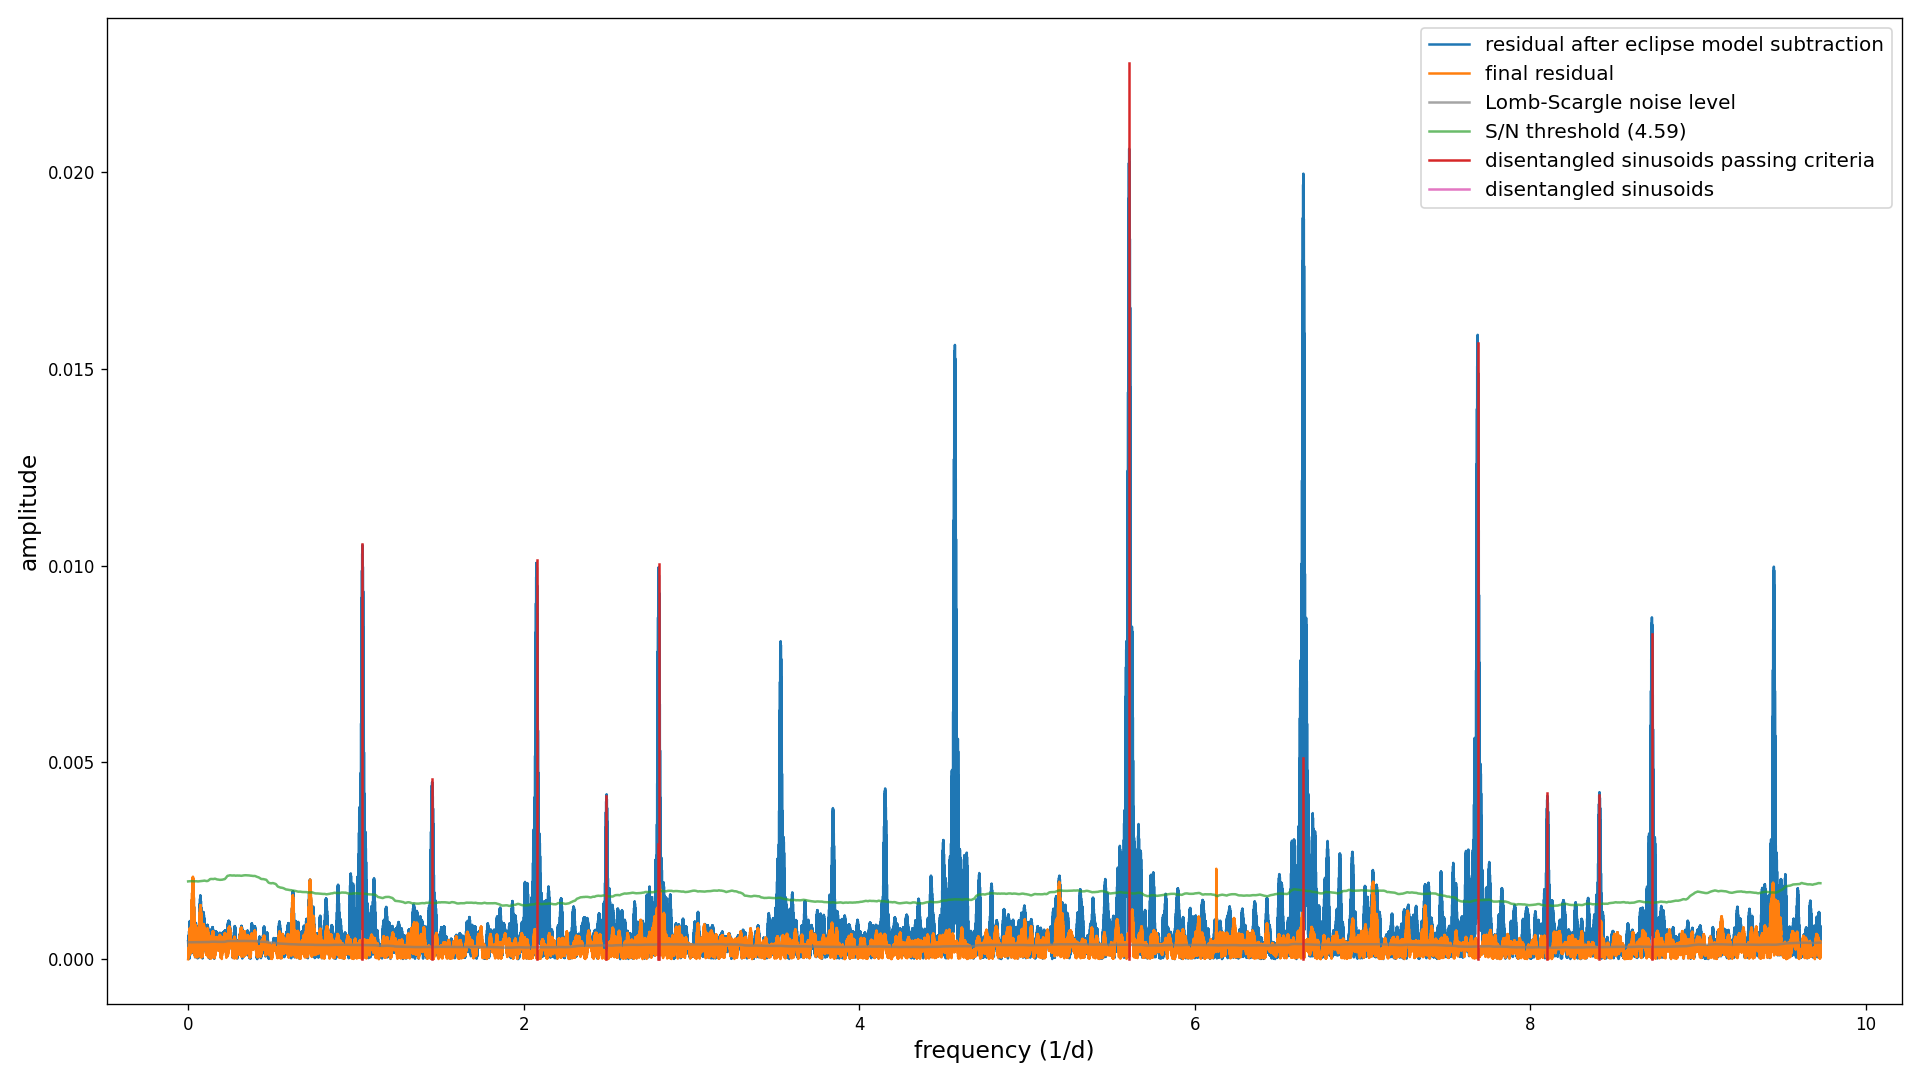 residual after eclipse model subtraction
final residual
Lomb-Scargle noise level
S/N threshold (4.59)
disentangled sinusoids passing criteria
disentangled sinusoids
0.020
0.015
0.010
0.005
0.000
amplitude
0 2 4 6 8 10
frequency (1/d)